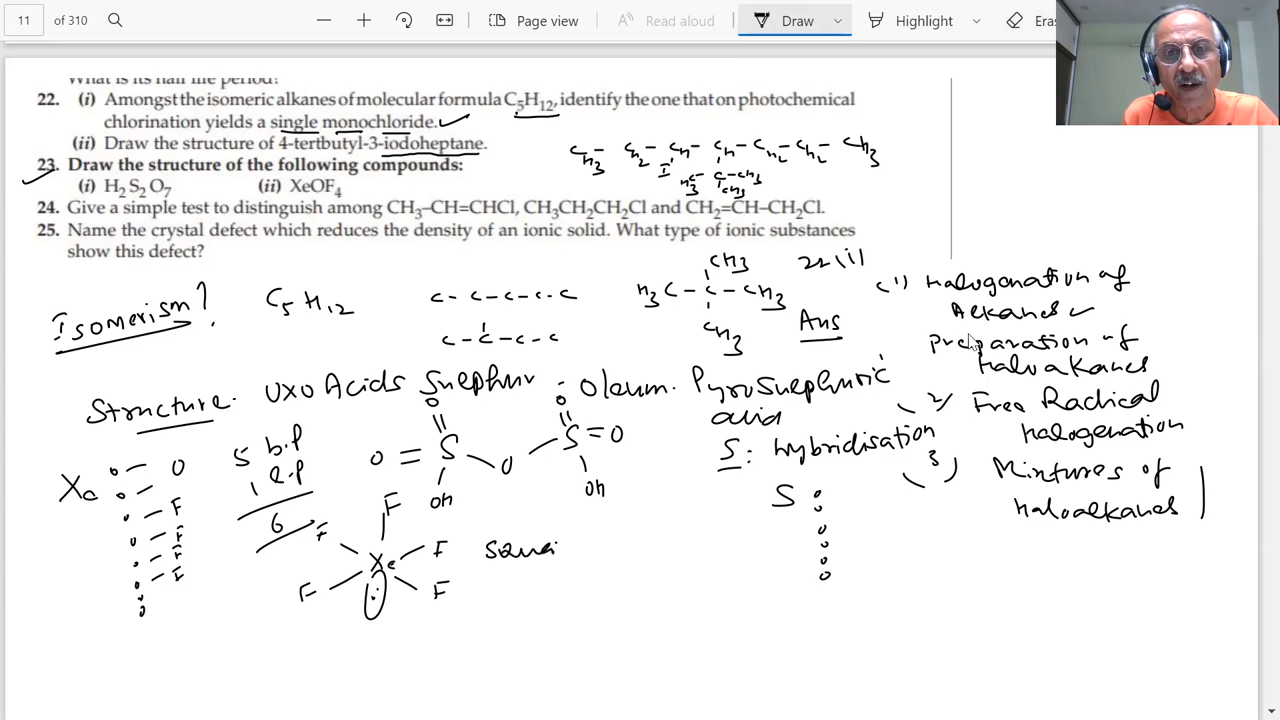 11 of 310
Page view
Read aloud
Draw
Highlight
Eras
What is its half life period?
22. (i) Amongst the isomeric alkanes of molecular formula C5H12, identify the one that on photochemical
chlorination yields a single monochloride.
(ii) Draw the structure of 4-tertbutyl-3-iodoheptane.
23. Draw the structure of the following compounds:
(i) H2S2O7 (ii) XeOF4
24. Give a simple test to distinguish among CH3–CH=CHCl, CH3CH2CH2Cl and CH2=CH–CH2Cl.
25. Name the crystal defect which reduces the density of an ionic solid. What type of ionic substances
show this defect?
CH3- CH2- CH- CH- CH2- CH2- CH3
I H3C- C-CH3
CH3
Isomerism? C5H12 C-C-C-C-C
C-C-C-C
CH3
H3C-C-CH3
CH3
22(i)
Ans
(1) Halogenation of
Alkanes
Preparation of
haloalkanes
2) Free Radical
halogenation
3) Mixtures of
haloalkanes
Structure. Oxo Acids Sulphur : Oleum. Pyrosulphuric
acid
S: hybridisation
S
O O
O = S O S = O
OH OH
Xe O
F
F
F
F
5 b.p
1 l.p
6
F
F F
Xe
F F
Squar